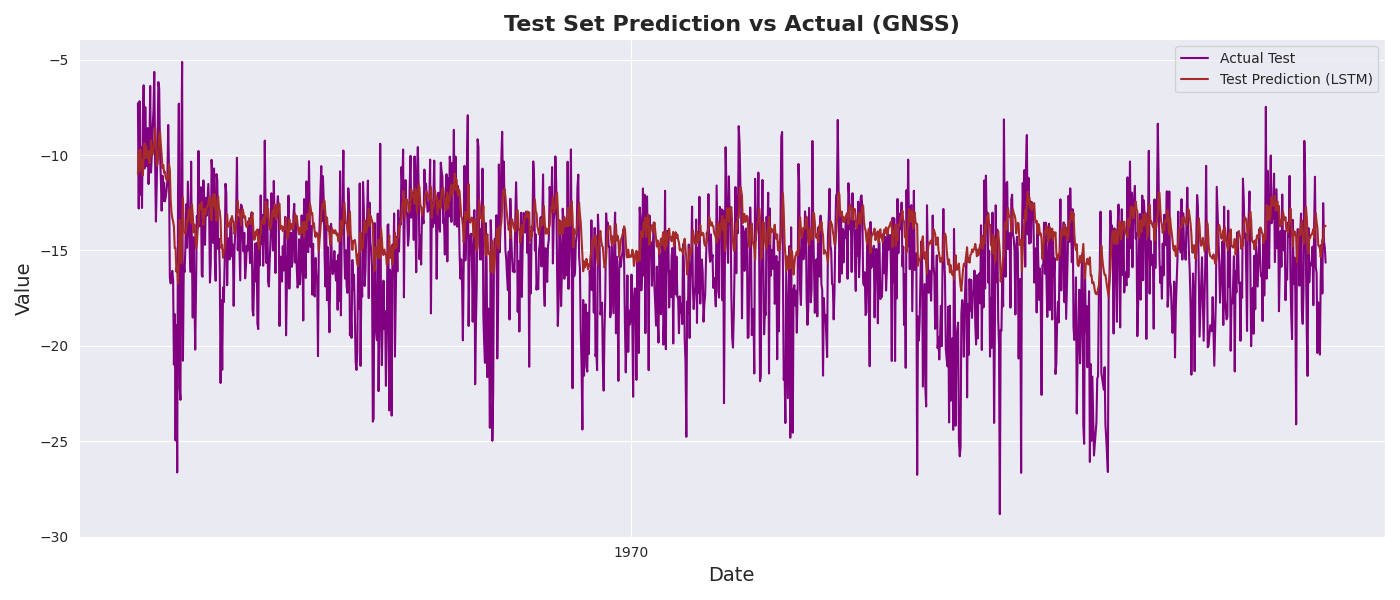 Test Set Prediction vs Actual (GNSS)
Actual Test
Test Prediction (LSTM)
−5
−10
−15
−20
−25
−30
Value
1970
Date